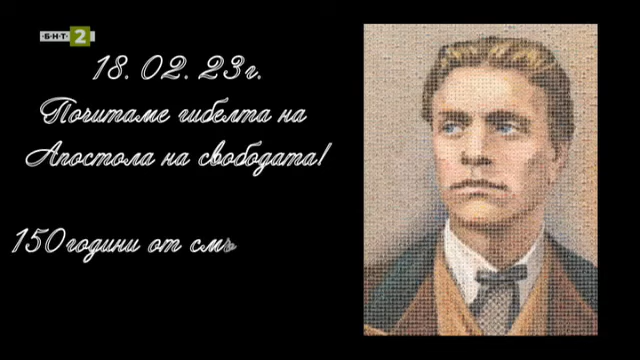 БНТ 2
18. 02. 23г.
Почитаме гибелта на
Апостола на свободата!
150 години от смъ